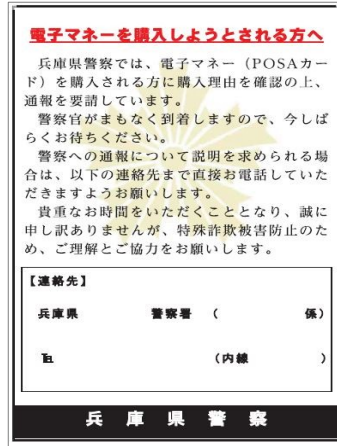 電子マネーを購入しようとされる方へ
兵庫県警察では、電子マネー（POSAカー
ド）を購入される方に購入理由を確認の上、
通報を要請しています。
警察官がまもなく到着しますので、今しば
らくお待ちください。
警察への通報について説明を求められる場
合は、以下の連絡先まで直接お電話していた
だきますようお願いします。
貴重なお時間をいただくこととなり、誠に
申し訳ありませんが、特殊詐欺被害防止のた
め、ご理解とご協力をお願いします。
【連絡先】
兵庫県 警察署 （ 係）
℡ （内線 ）
兵庫県警察